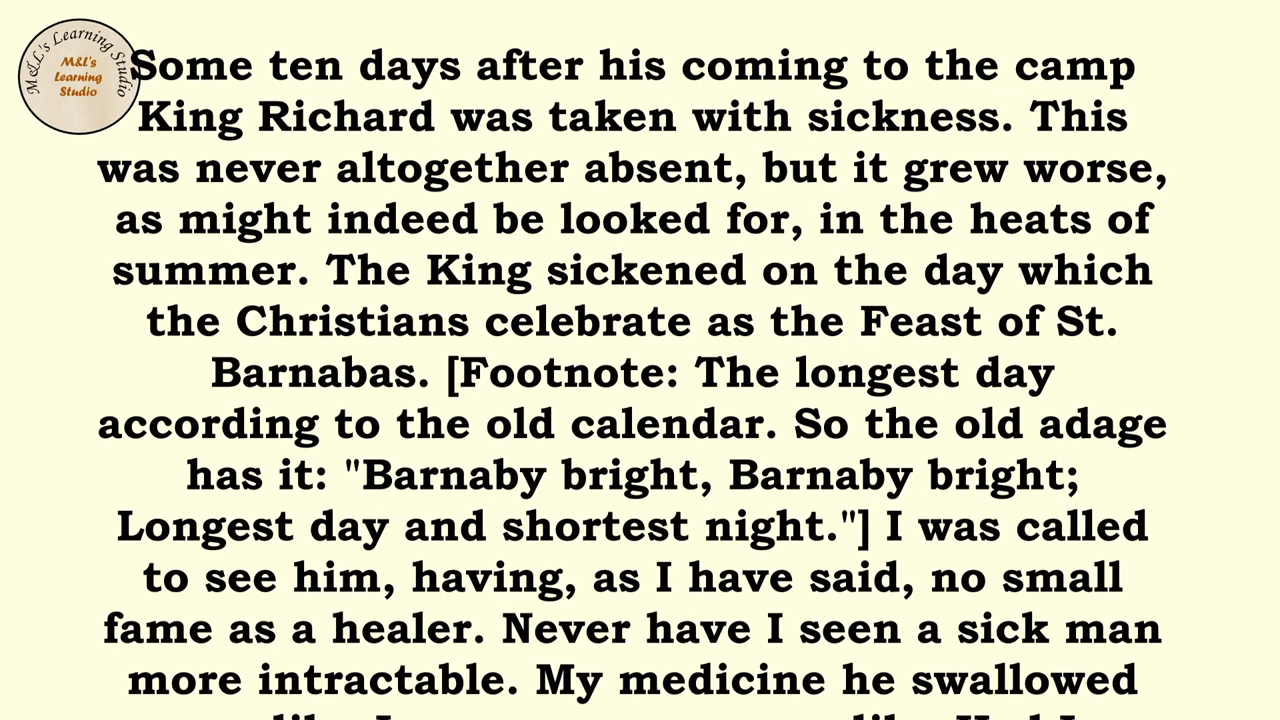 M&L's Learning Studio
M&L's
Learning
Studio
Some ten days after his coming to the camp
King Richard was taken with sickness. This
was never altogether absent, but it grew worse,
as might indeed be looked for, in the heats of
summer. The King sickened on the day which
the Christians celebrate as the Feast of St.
Barnabas. [Footnote: The longest day
according to the old calendar. So the old adage
has it: "Barnaby bright, Barnaby bright;
Longest day and shortest night."] I was called
to see him, having, as I have said, no small
fame as a healer. Never have I seen a sick man
more intractable. My medicine he swallowed